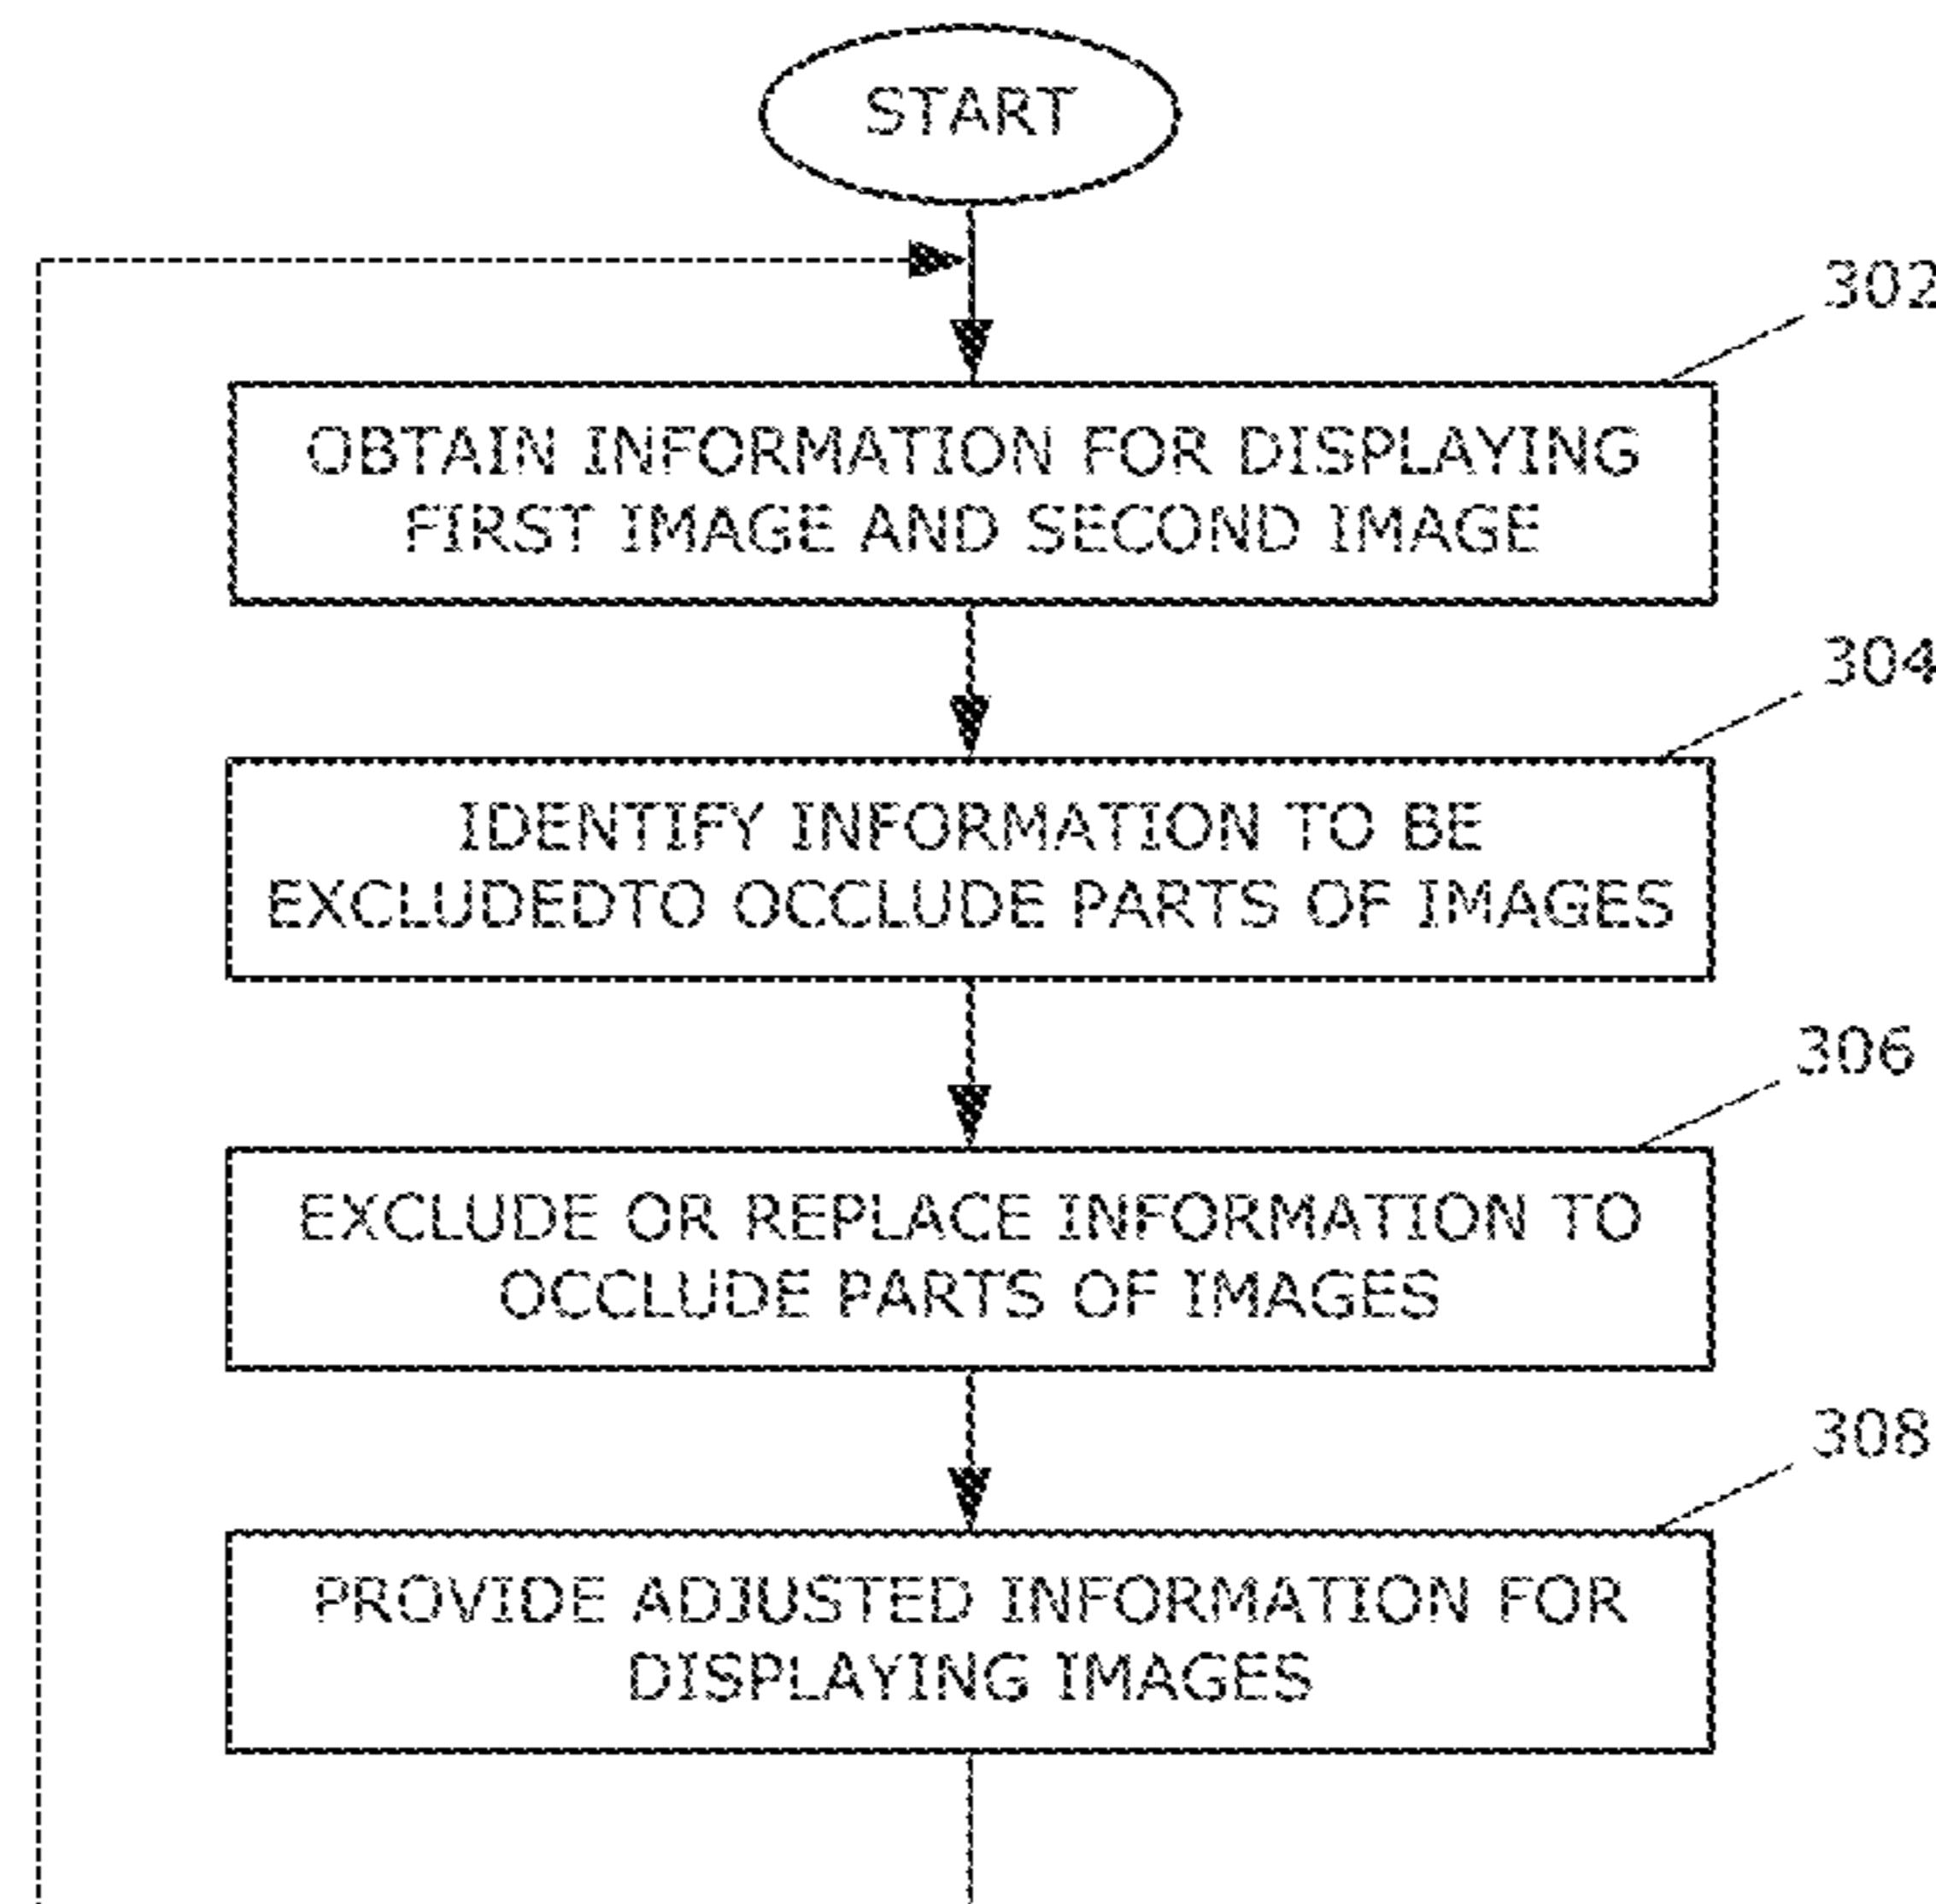 START
302
OBTAIN INFORMATION FOR DISPLAYING
FIRST IMAGE AND SECOND IMAGE
304
IDENTIFY INFORMATION TO BE
EXCLUDEDTO OCCLUDE PARTS OF IMAGES
306
EXCLUDE OR REPLACE INFORMATION TO
OCCLUDE PARTS OF IMAGES
308
PROVIDE ADJUSTED INFORMATION FOR
DISPLAYING IMAGES